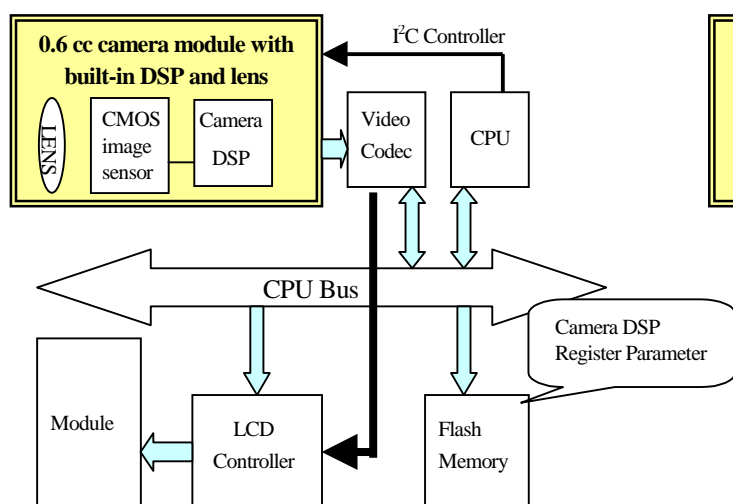 0.6 cc camera module with
built-in DSP and lens
I²C Controller
LENS
CMOS
image
sensor
Camera
DSP
Video
Codec
CPU
CPU Bus
Camera DSP
Register Parameter
Module
LCD
Controller
Flash
Memory